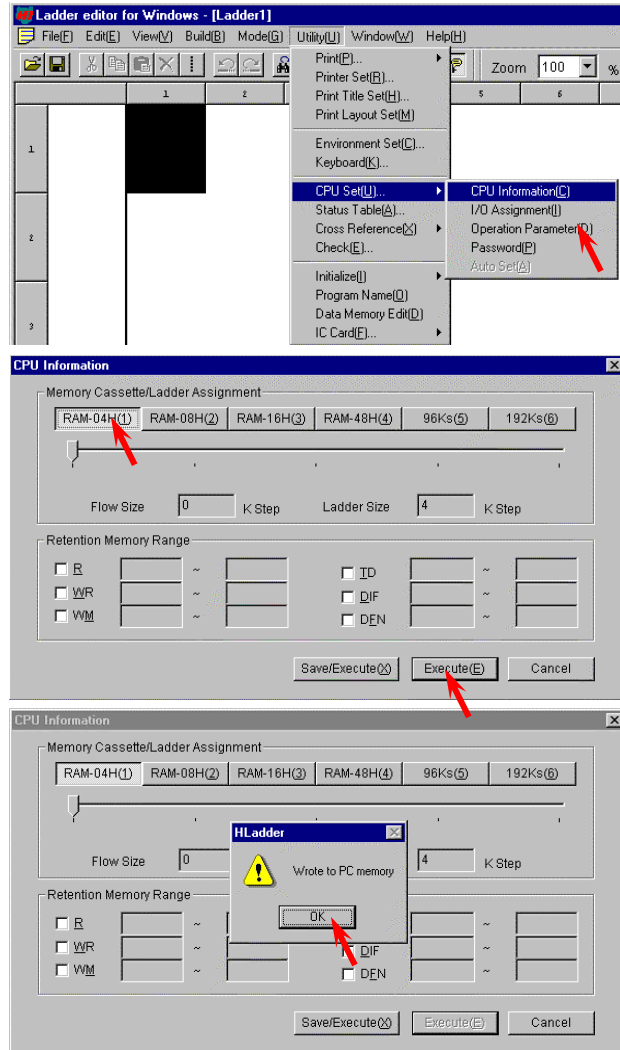 Ladder editor for Windows - [Ladder1]
File(F) Edit(E) View(V) Build(B) Mode(G) Utility(U) Window(W) Help(H)
Zoom 100 %
1 2 5 6
1
2
3
Print(P)...
Printer Set(R)...
Print Title Set(H)...
Print Layout Set(M)
Environment Set(C)...
Keyboard(K)...
CPU Set(U)...
Status Table(A)...
Cross Reference(X)
Check(E)...
Initialize(I)
Program Name(O)
Data Memory Edit(D)
IC Card(F)...
CPU Information(C)
I/O Assignment(I)
Operation Parameter(D)
Password(P)
Auto Set(A)
CPU Information
Memory Cassette/Ladder Assignment
RAM-04H(1) RAM-08H(2) RAM-16H(3) RAM-48H(4) 96Ks(5) 192Ks(6)
Flow Size 0 K Step Ladder Size 4 K Step
Retention Memory Range
R ~ TD ~
WR ~ DIF ~
WM ~ DEN ~
Save/Execute(X) Execute(E) Cancel
CPU Information
Memory Cassette/Ladder Assignment
RAM-04H(1) RAM-08H(2) RAM-16H(3) RAM-48H(4) 96Ks(5) 192Ks(6)
HLadder
Wrote to PC memory
OK
Flow Size 0 4 K Step
Retention Memory Range
R ~ ~
WR ~ DIF ~
WM ~ DEN ~
Save/Execute(X) Execute(E) Cancel